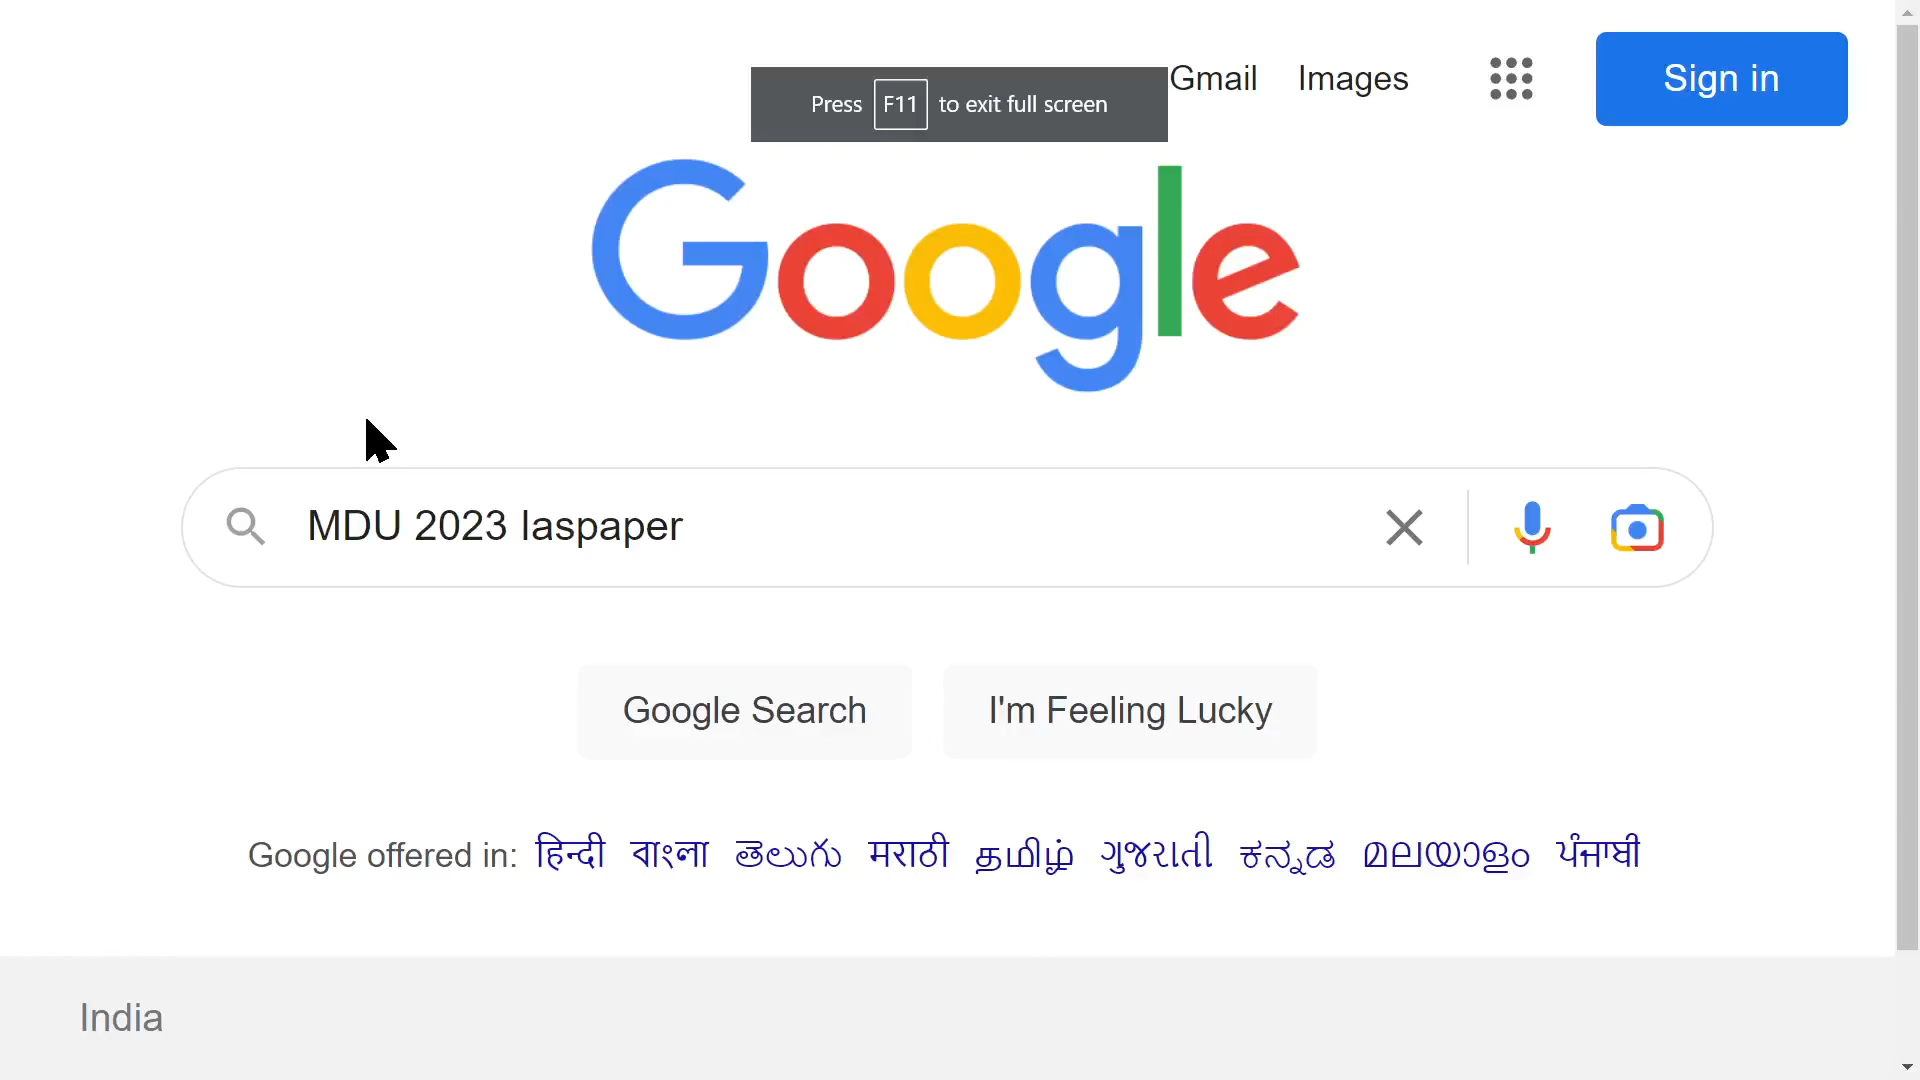 Gmail Images Sign in
Press F11 to exit full screen
Google
MDU 2023 laspaper
Google Search I'm Feeling Lucky
Google offered in: हिन्दी বাংলা తెలుగు मराठी தமிழ் ગુજરાતી ಕನ್ನಡ മലയാളം ਪੰਜਾਬੀ
India